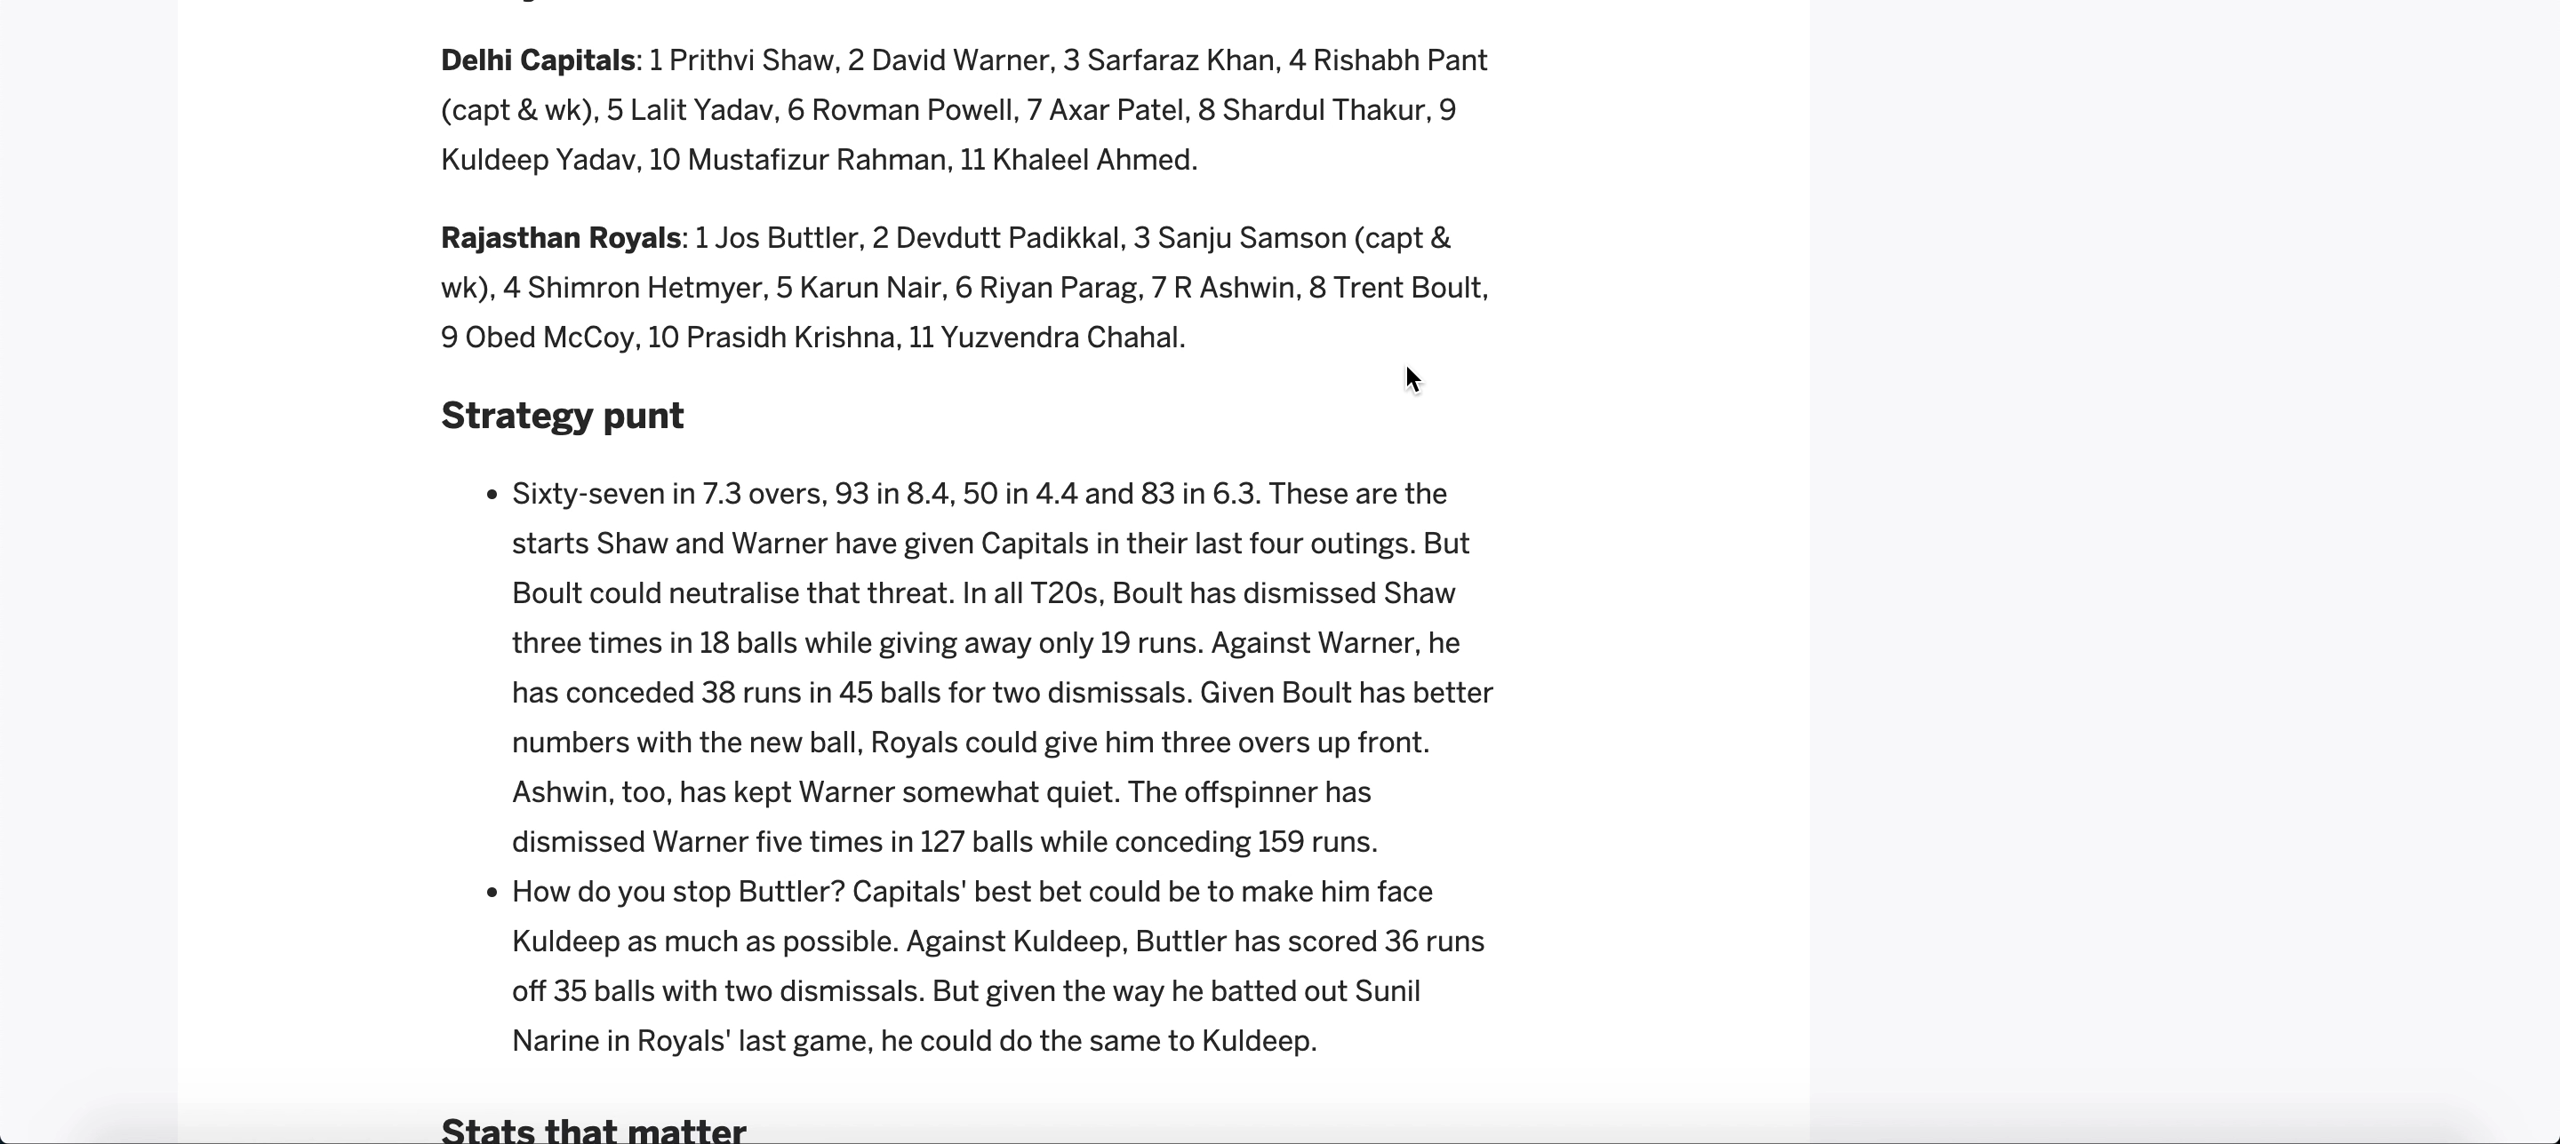 Delhi Capitals: 1 Prithvi Shaw, 2 David Warner, 3 Sarfaraz Khan, 4 Rishabh Pant
(capt & wk), 5 Lalit Yadav, 6 Rovman Powell, 7 Axar Patel, 8 Shardul Thakur, 9
Kuldeep Yadav, 10 Mustafizur Rahman, 11 Khaleel Ahmed.
Rajasthan Royals: 1 Jos Buttler, 2 Devdutt Padikkal, 3 Sanju Samson (capt &
wk), 4 Shimron Hetmyer, 5 Karun Nair, 6 Riyan Parag, 7 R Ashwin, 8 Trent Boult,
9 Obed McCoy, 10 Prasidh Krishna, 11 Yuzvendra Chahal.
Strategy punt
• Sixty-seven in 7.3 overs, 93 in 8.4, 50 in 4.4 and 83 in 6.3. These are the
starts Shaw and Warner have given Capitals in their last four outings. But
Boult could neutralise that threat. In all T20s, Boult has dismissed Shaw
three times in 18 balls while giving away only 19 runs. Against Warner, he
has conceded 38 runs in 45 balls for two dismissals. Given Boult has better
numbers with the new ball, Royals could give him three overs up front.
Ashwin, too, has kept Warner somewhat quiet. The offspinner has
dismissed Warner five times in 127 balls while conceding 159 runs.
• How do you stop Buttler? Capitals' best bet could be to make him face
Kuldeep as much as possible. Against Kuldeep, Buttler has scored 36 runs
off 35 balls with two dismissals. But given the way he batted out Sunil
Narine in Royals' last game, he could do the same to Kuldeep.
Stats that matter